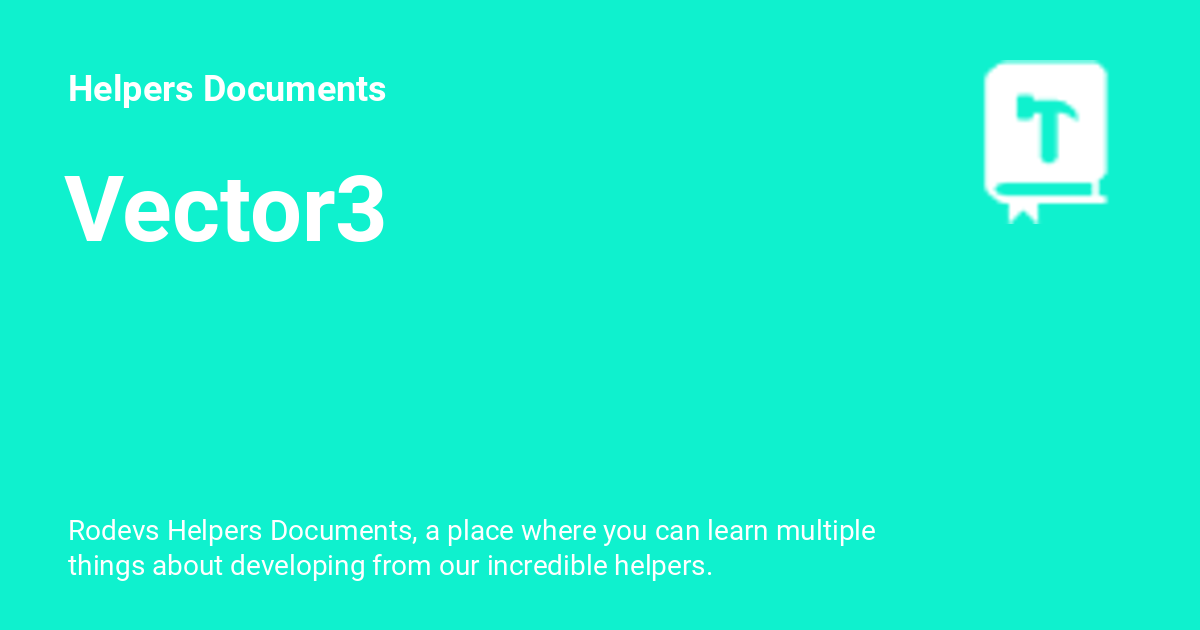 Helpers Documents
Vector3
Rodevs Helpers Documents, a place where you can learn multiple
things about developing from our incredible helpers.